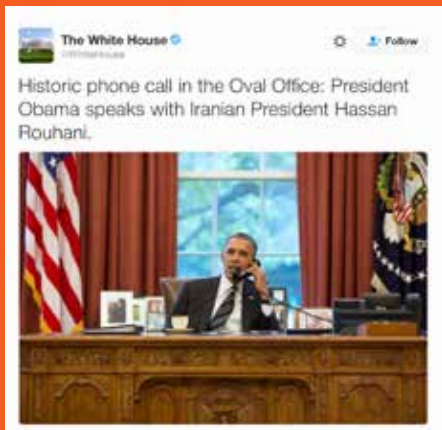 The White House
@WhiteHouse
Follow
Historic phone call in the Oval Office: President
Obama speaks with Iranian President Hassan
Rouhani.